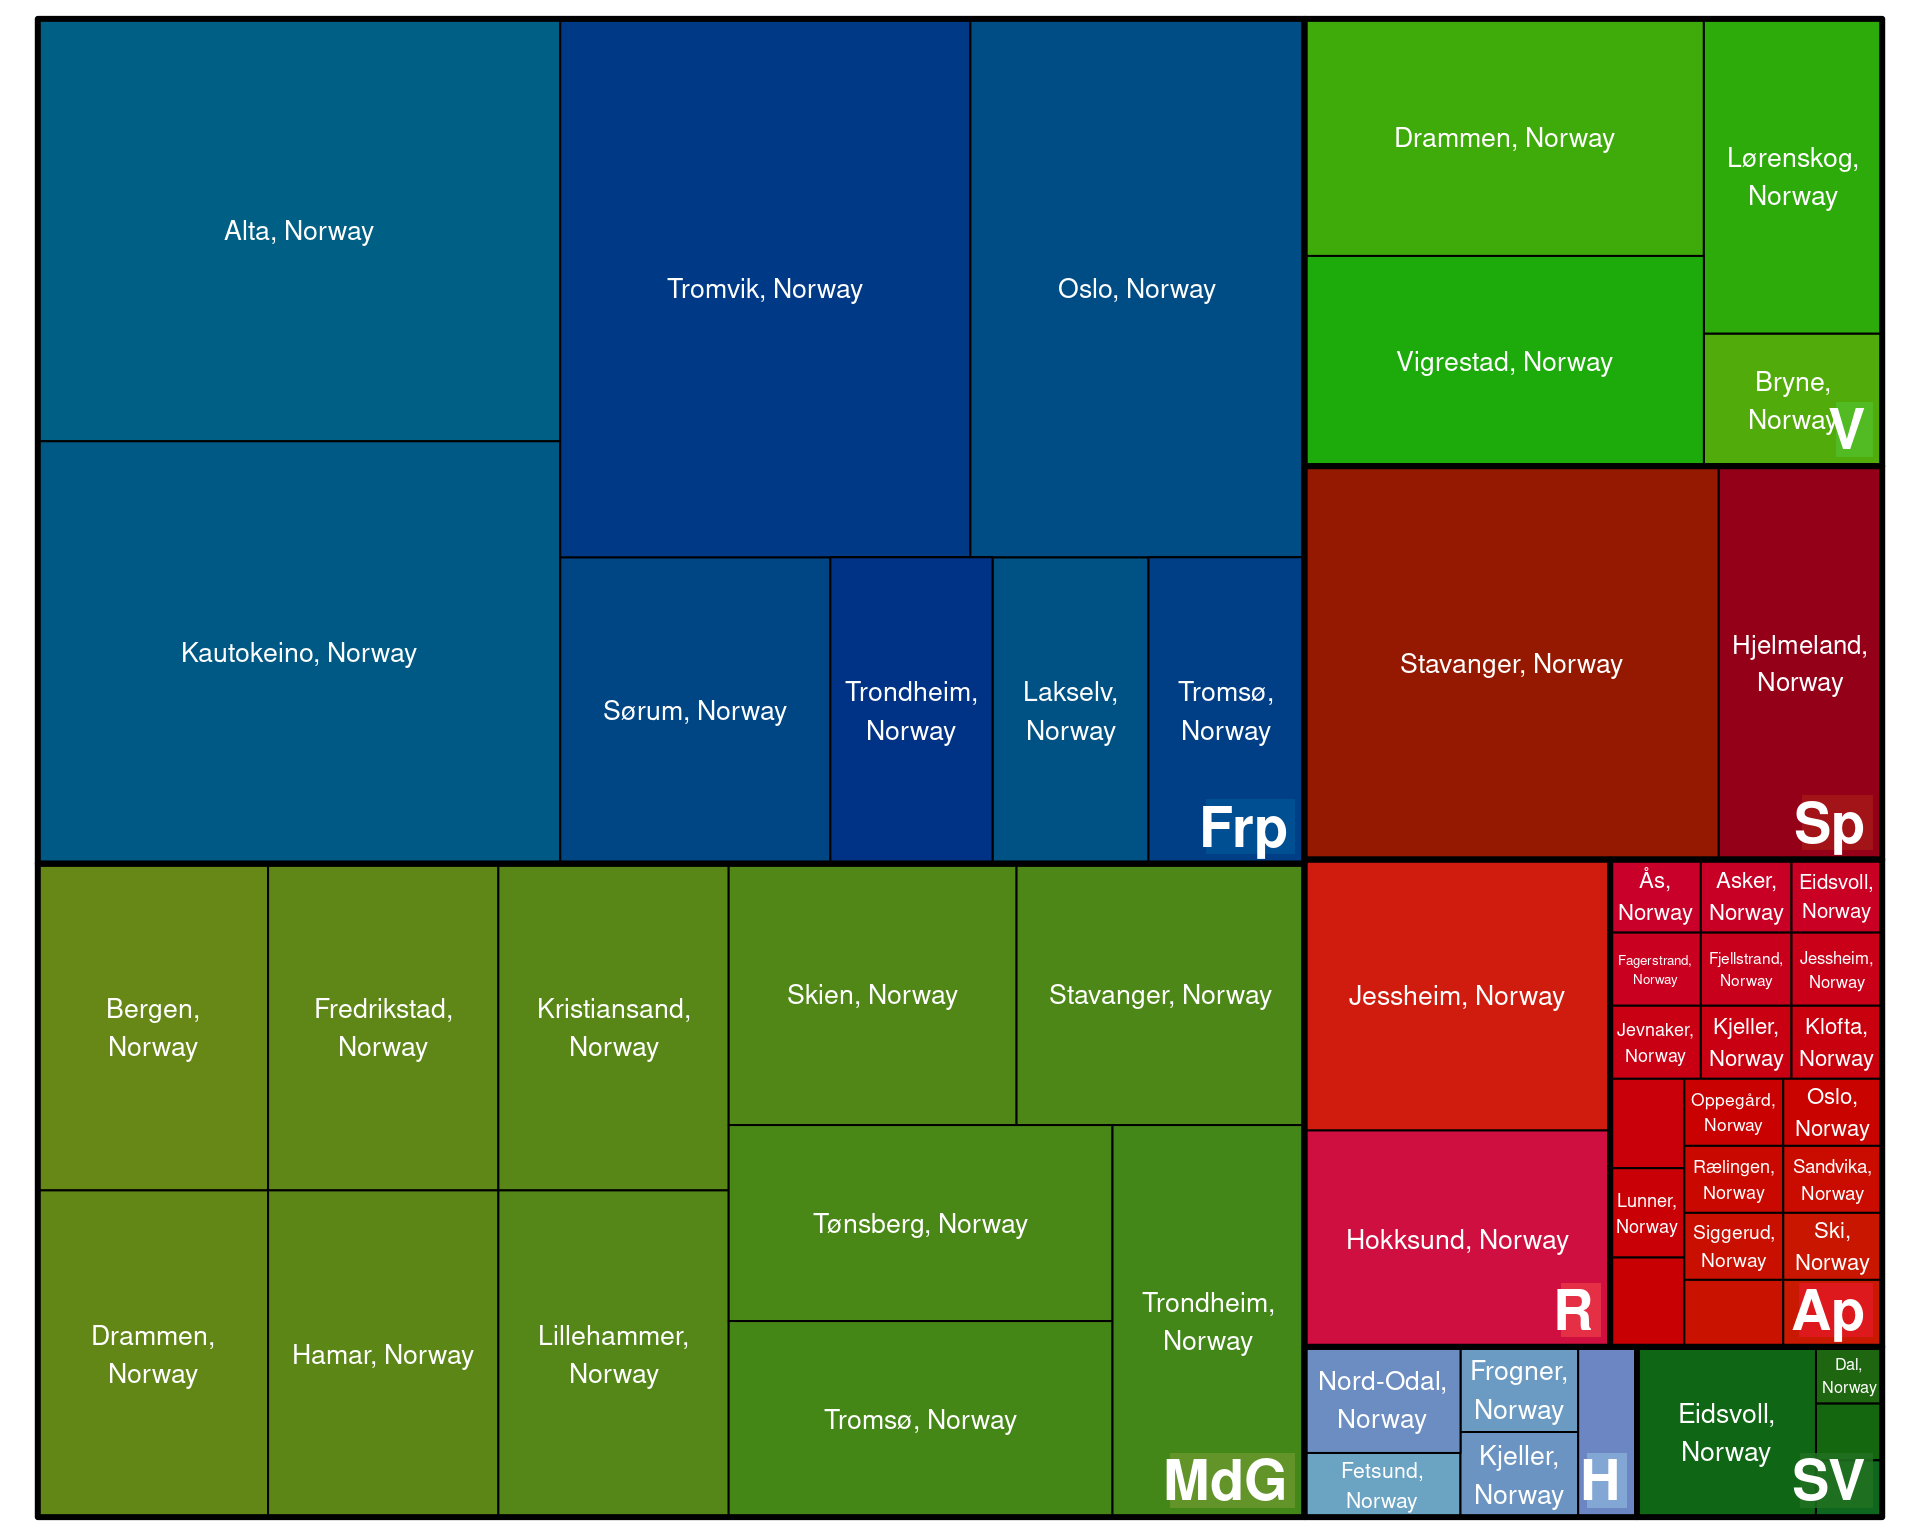 Alta, Norway
Kautokeino, Norway
Tromvik, Norway
Oslo, Norway
Sørum, Norway
Trondheim,
Norway
Lakselv,
Norway
Tromsø,
Norway
Frp
Bergen,
Norway
Fredrikstad,
Norway
Kristiansand,
Norway
Skien, Norway
Stavanger, Norway
Drammen,
Norway
Hamar, Norway
Lillehammer,
Norway
Tønsberg, Norway
Tromsø, Norway
Trondheim,
Norway
MdG
Drammen, Norway
Vigrestad, Norway
Lørenskog,
Norway
Bryne,
Norway
V
Stavanger, Norway
Hjelmeland,
Norway
Sp
Jessheim, Norway
Hokksund, Norway
R
Ås,
Norway
Asker,
Norway
Eidsvoll,
Norway
Fagerstrand,
Norway
Fjellstrand,
Norway
Jessheim,
Norway
Jevnaker,
Norway
Kjeller,
Norway
Klofta,
Norway
Oppegård,
Norway
Oslo,
Norway
Lunner,
Norway
Rælingen,
Norway
Sandvika,
Norway
Siggerud,
Norway
Ski,
Norway
Ap
Nord-Odal,
Norway
Fetsund,
Norway
Frogner,
Norway
Kjeller,
Norway
H
Eidsvoll,
Norway
Dal,
Norway
SV